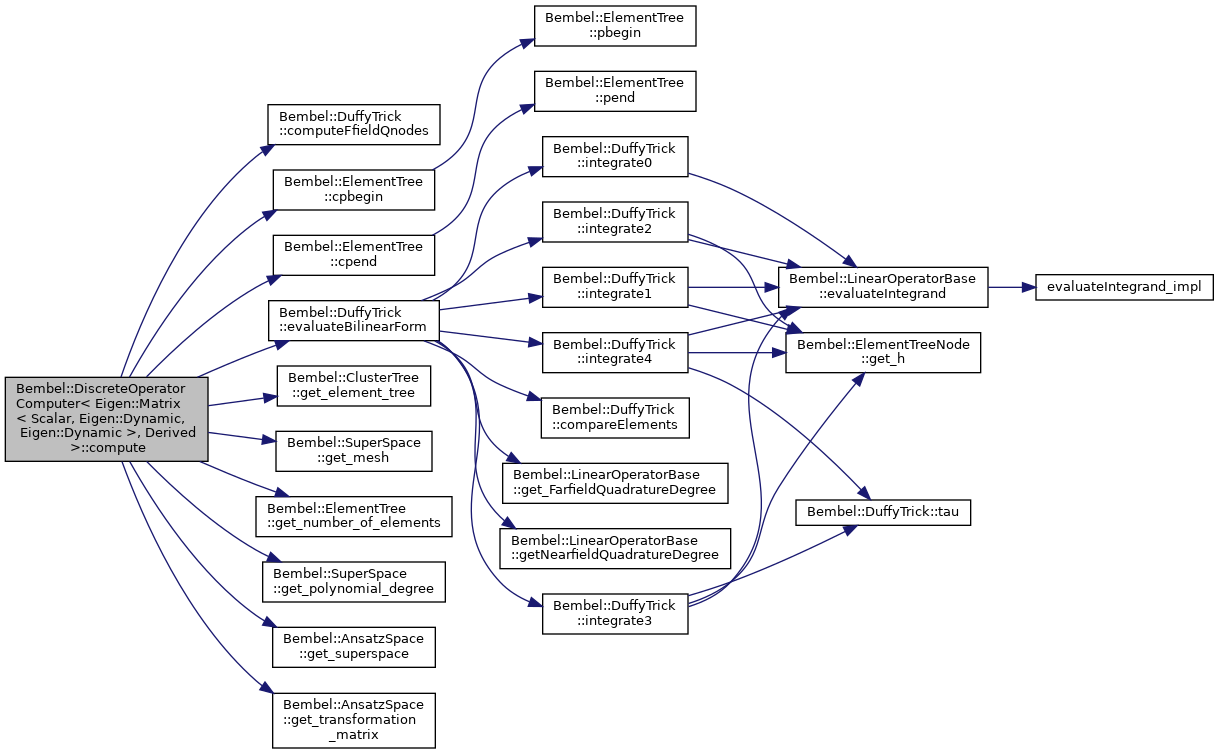 Bembel::DiscreteOperator
Computer< Eigen::Matrix
< Scalar, Eigen::Dynamic,
Eigen::Dynamic >, Derived
>::compute
Bembel::DuffyTrick
::computeFfieldQnodes
Bembel::ElementTree
::cpbegin
Bembel::ElementTree
::cpend
Bembel::DuffyTrick
::evaluateBilinearForm
Bembel::ClusterTree
::get_element_tree
Bembel::SuperSpace
::get_mesh
Bembel::ElementTree
::get_number_of_elements
Bembel::SuperSpace
::get_polynomial_degree
Bembel::AnsatzSpace
::get_superspace
Bembel::AnsatzSpace
::get_transformation
_matrix
Bembel::ElementTree
::pbegin
Bembel::ElementTree
::pend
Bembel::DuffyTrick
::integrate0
Bembel::DuffyTrick
::integrate2
Bembel::DuffyTrick
::integrate1
Bembel::DuffyTrick
::integrate4
Bembel::DuffyTrick
::compareElements
Bembel::LinearOperatorBase
::get_FarfieldQuadratureDegree
Bembel::LinearOperatorBase
::getNearfieldQuadratureDegree
Bembel::DuffyTrick
::integrate3
Bembel::LinearOperatorBase
::evaluateIntegrand
Bembel::ElementTreeNode
::get_h
Bembel::DuffyTrick::tau
evaluateIntegrand_impl